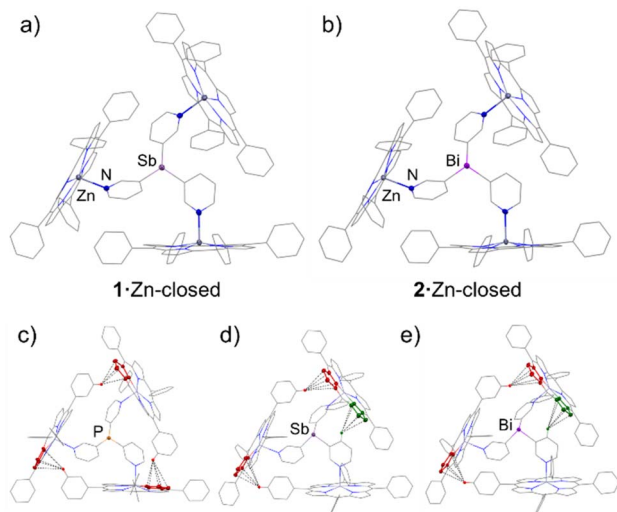 a)
b)
Sb
Bi
N
N
Zn
Zn
1·Zn-closed
2·Zn-closed
c)
d)
e)
P
Sb
Bi